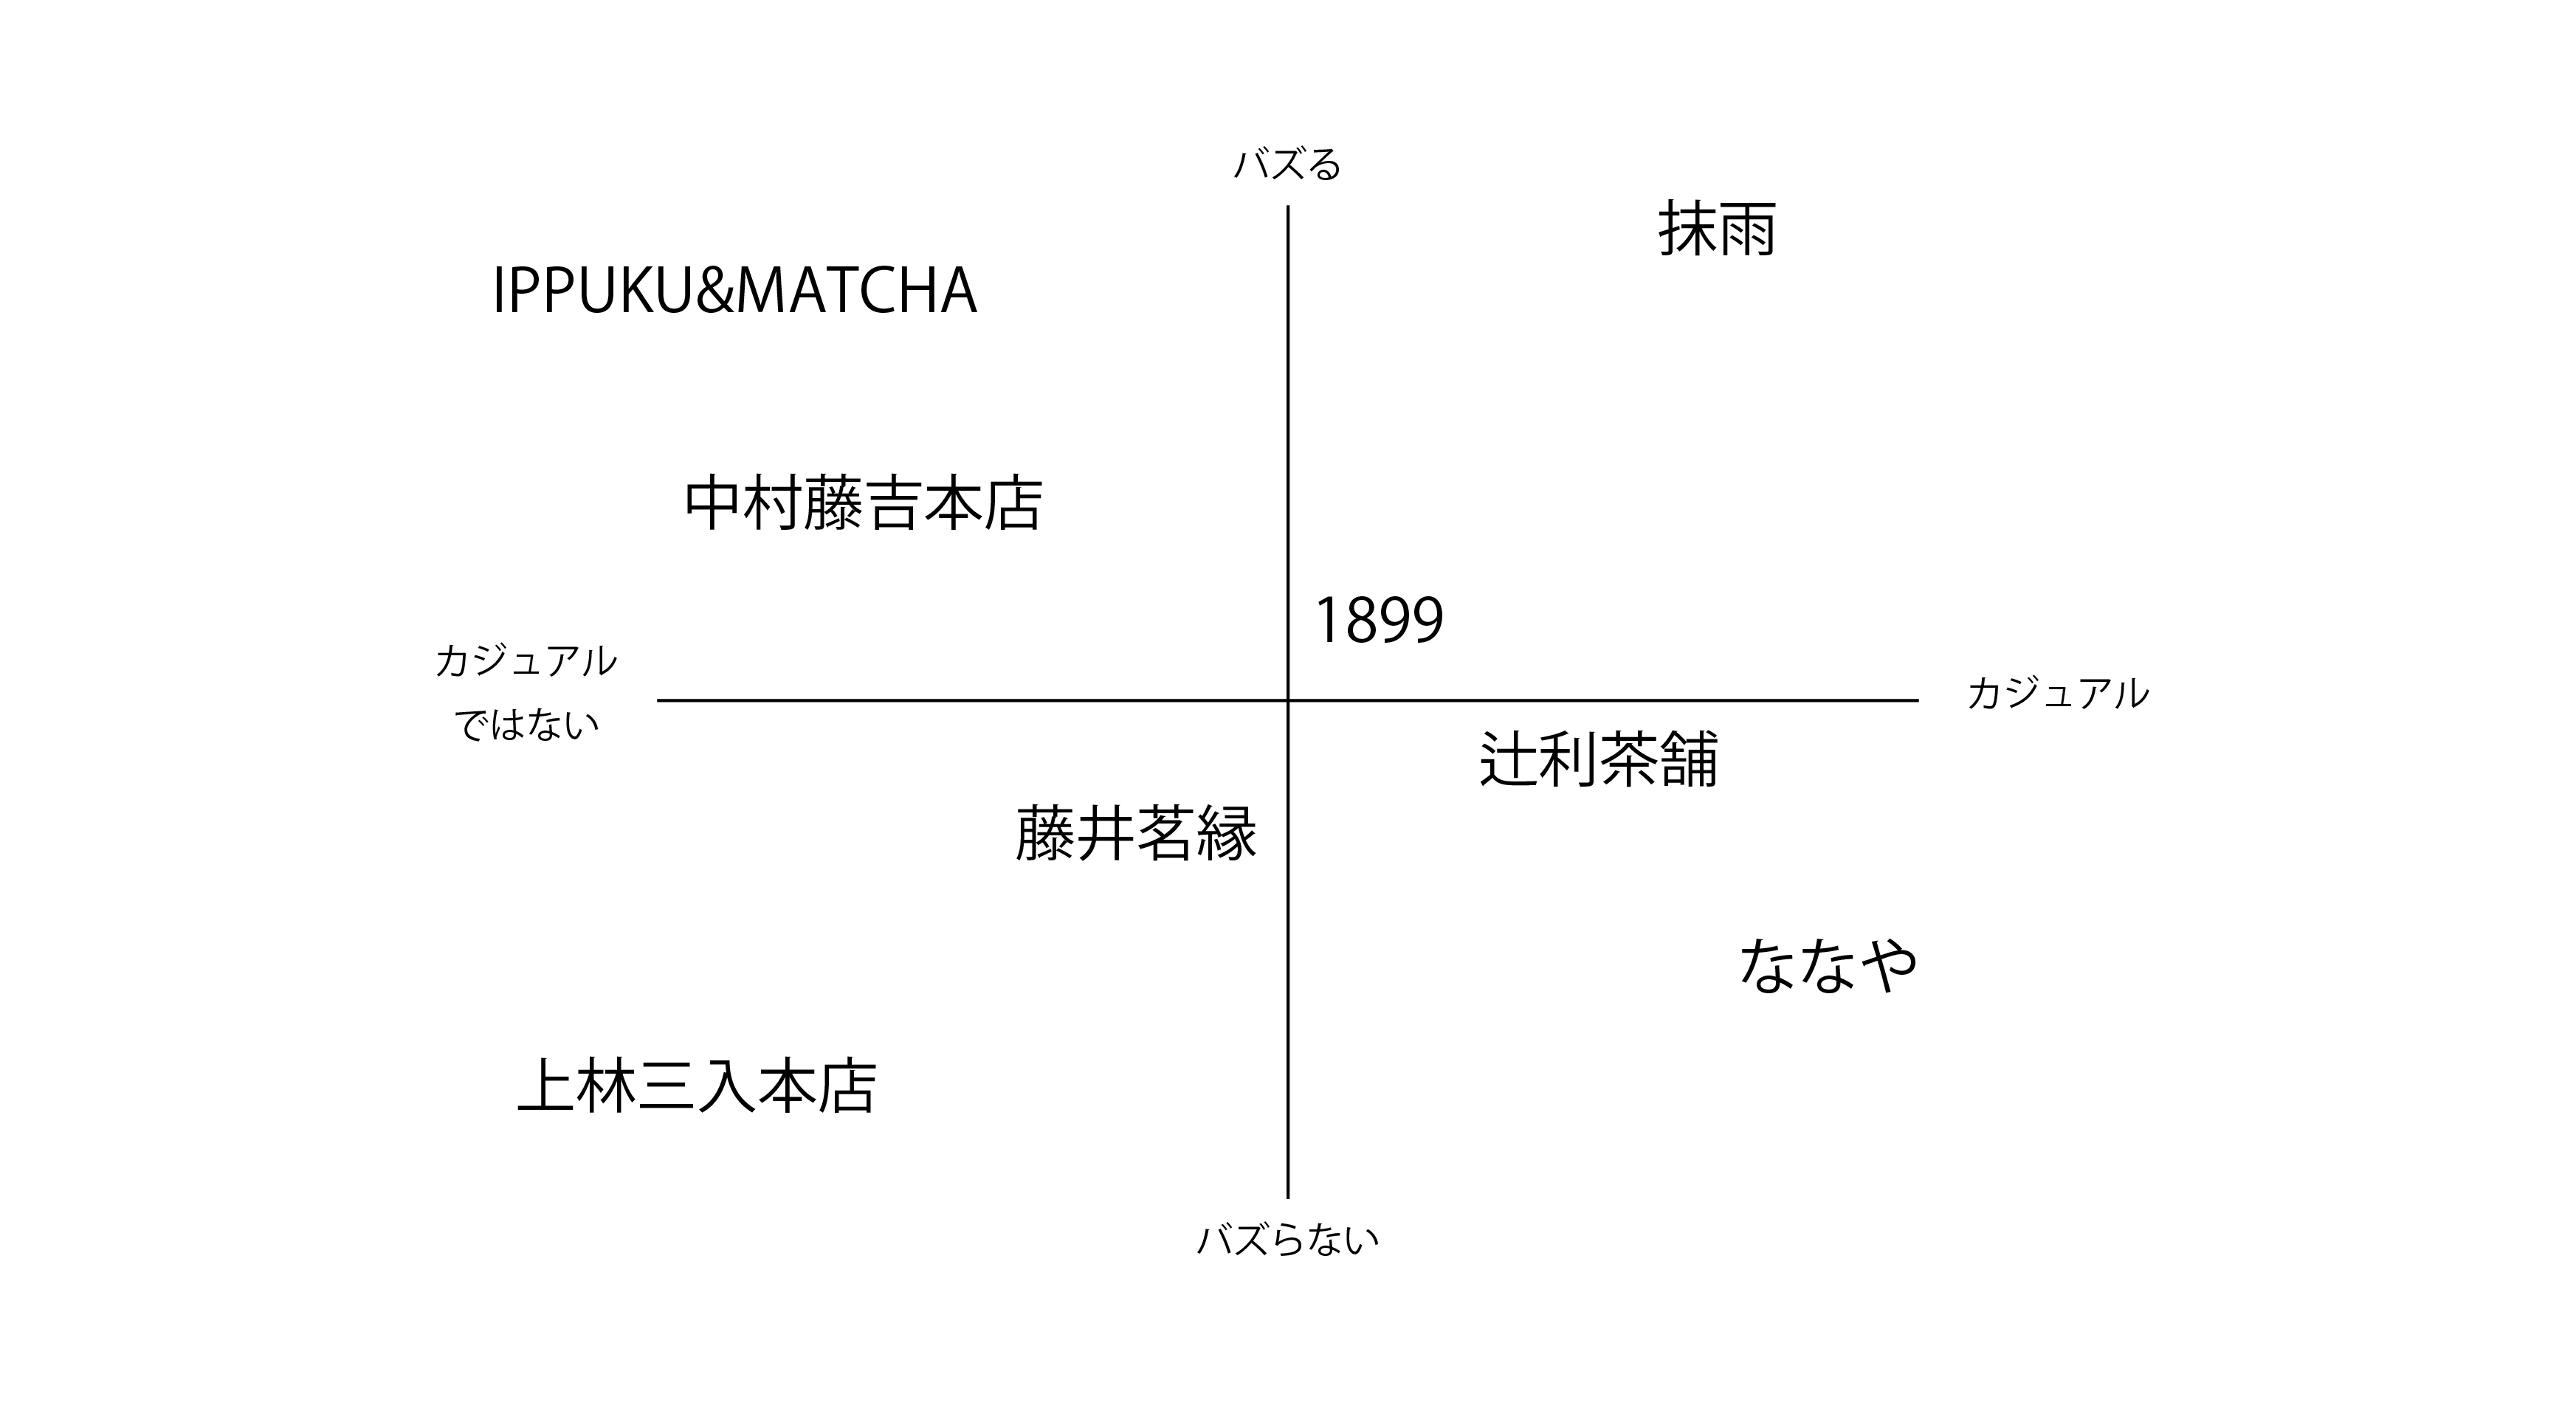 バズる
抹雨
IPPUKU&MATCHA
中村藤吉本店
1899
カジュアル
ではない
カジュアル
辻利茶舗
藤井茗縁
ななや
上林三入本店
バズらない